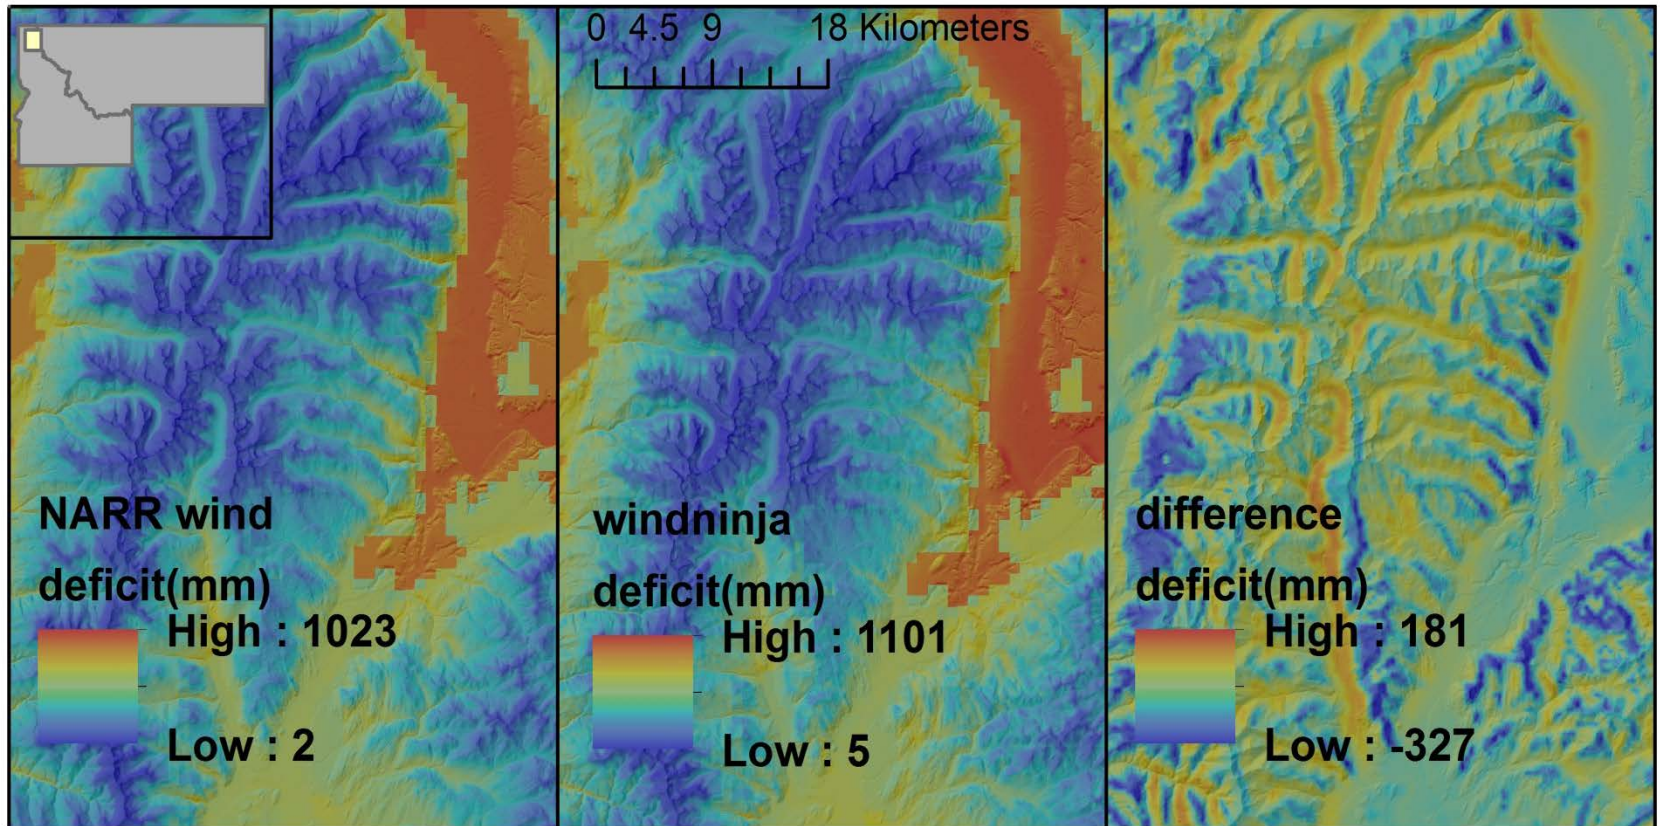 0 4.5 9 18 Kilometers
NARR wind
deficit(mm)
High : 1023
Low : 2
windninja
deficit(mm)
High : 1101
Low : 5
difference
deficit(mm)
High : 181
Low : -327